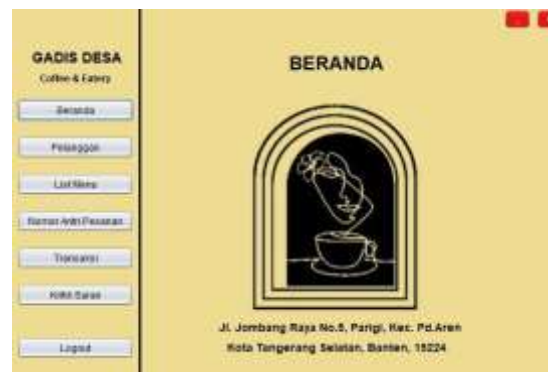 GADIS DESA
Coffee & Eatery
Beranda
Pelanggan
List Menu
Nomor Antri Pesanan
Transaksi
Kritik Saran
Logout
BERANDA
Jl. Jombang Raya No.5, Parigi, Kec. Pd.Aren
Kota Tangerang Selatan, Banten, 15224